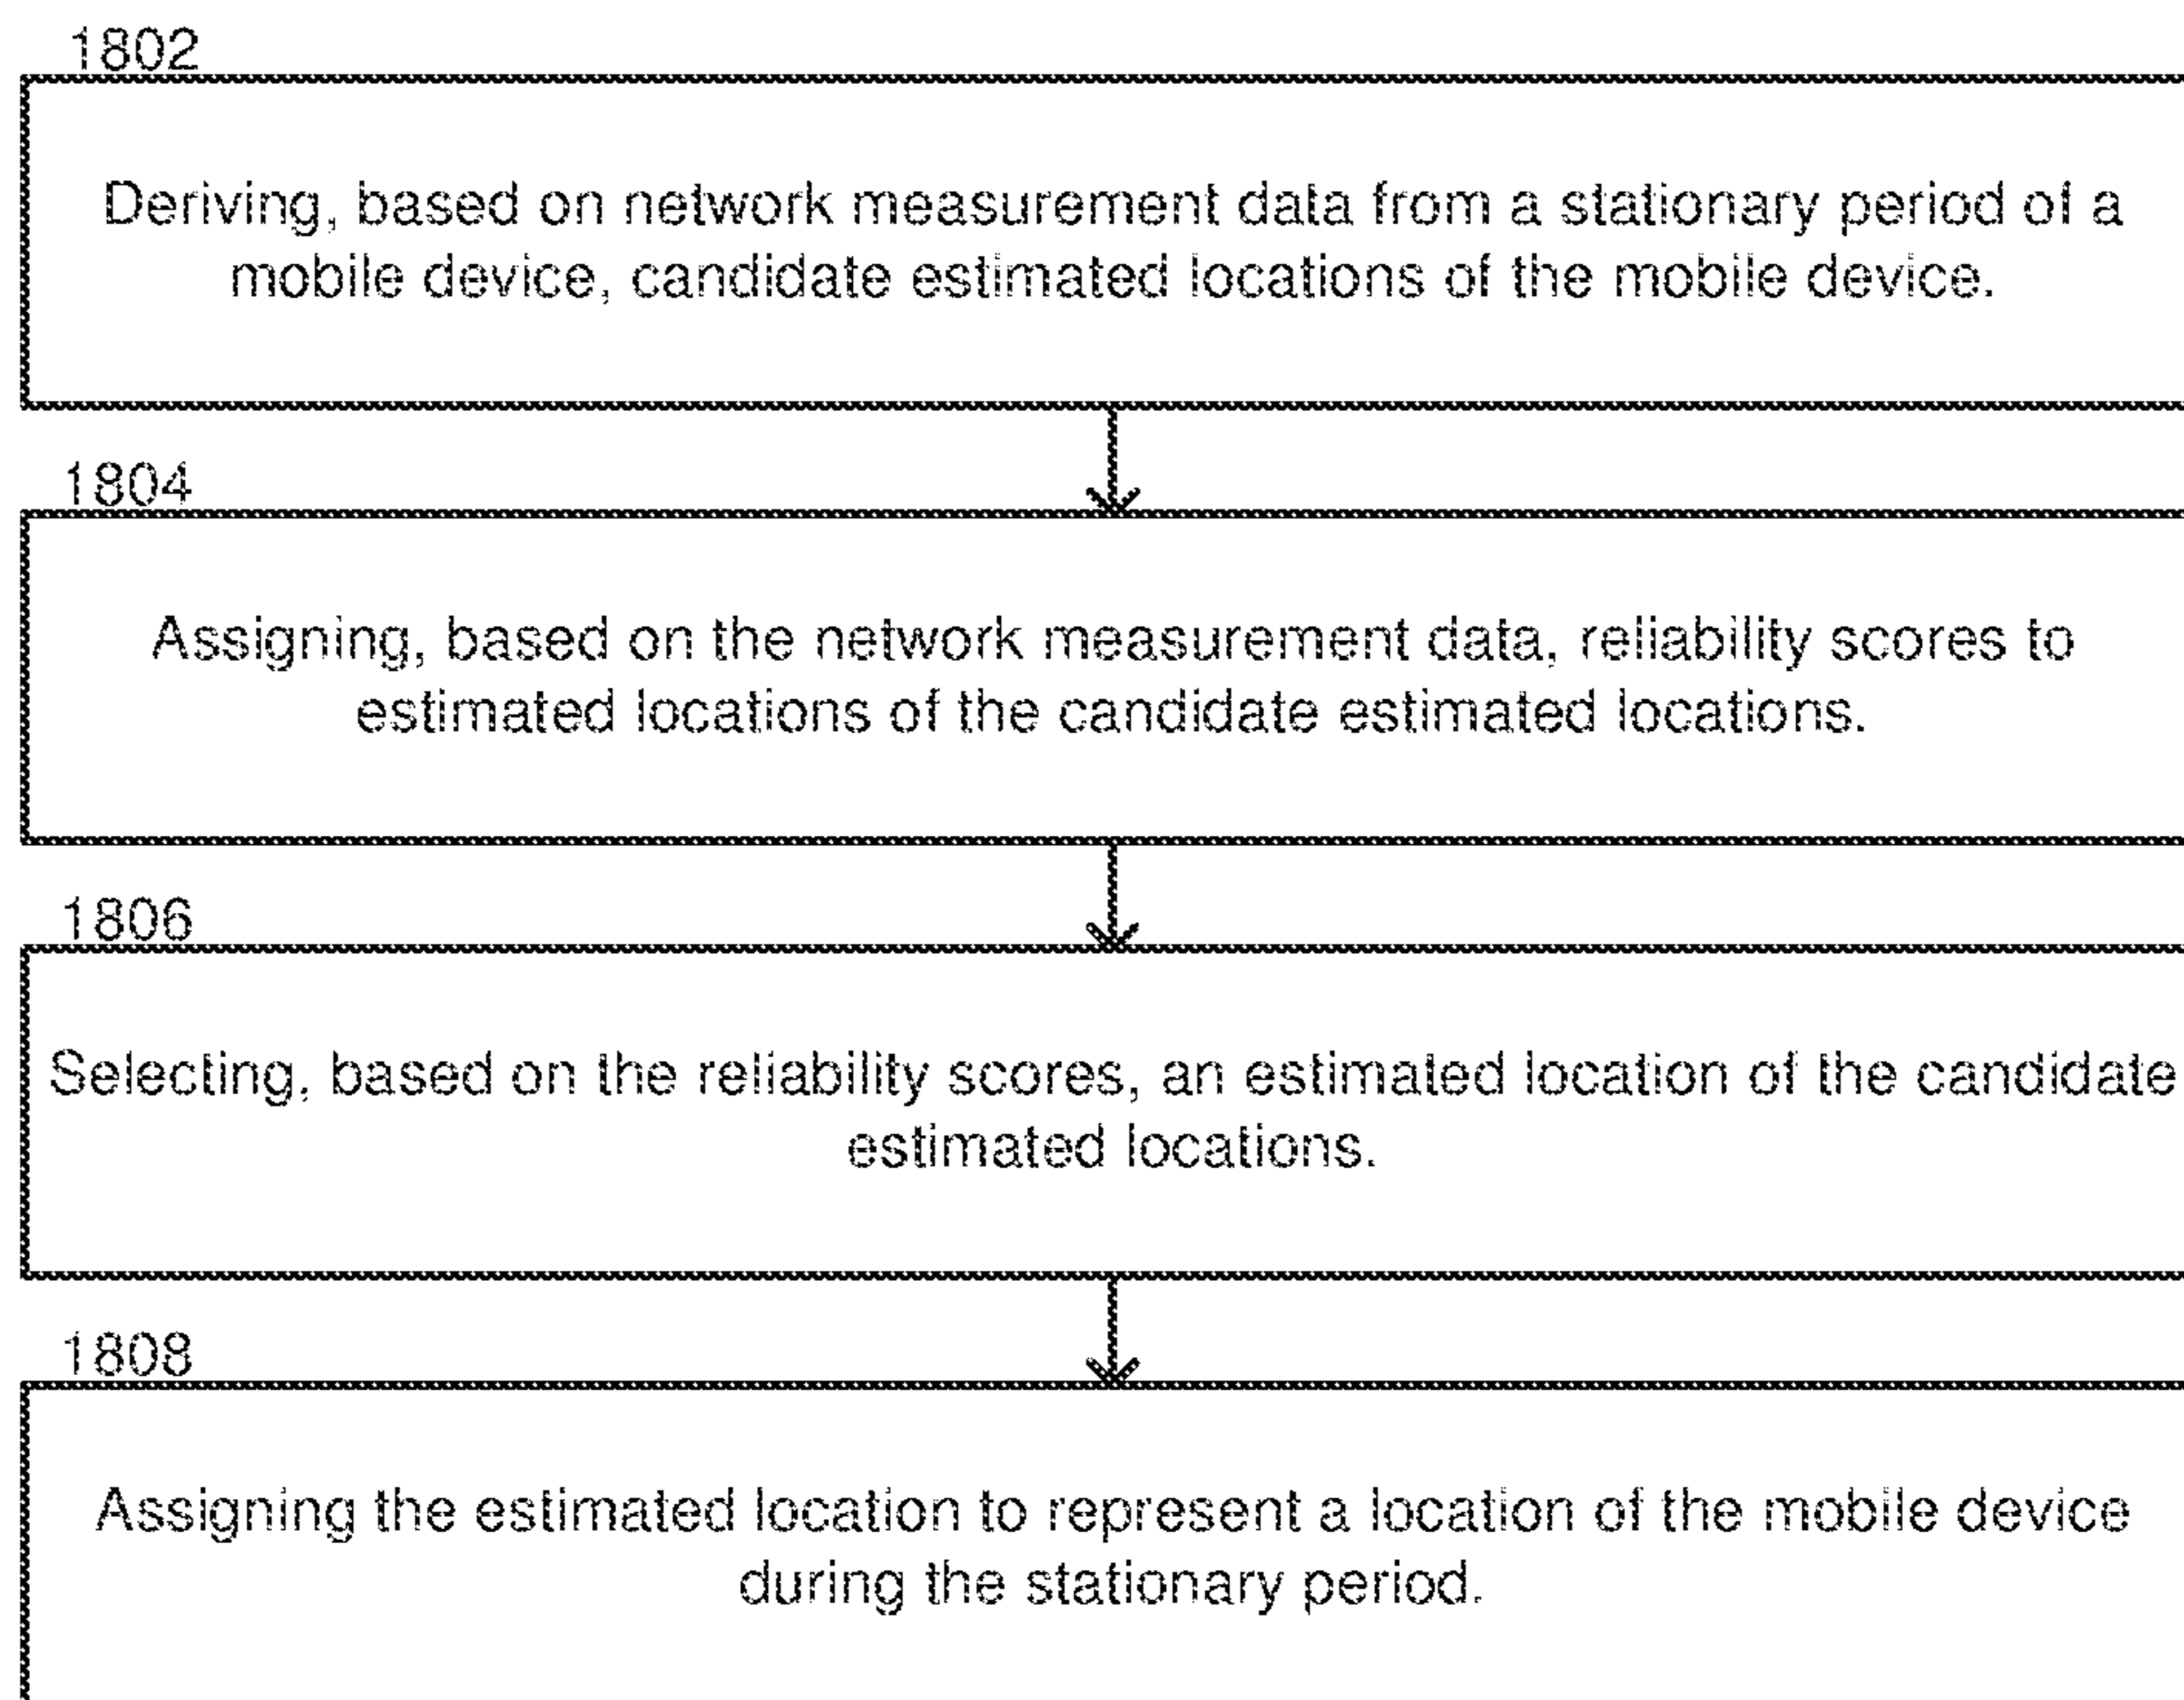 1802
Deriving, based on network measurement data from a stationary period of a
mobile device, candidate estimated locations of the mobile device.
1804
Assigning, based on the network measurement data, reliability scores to
estimated locations of the candidate estimated locations.
1806
Selecting, based on the reliability scores, an estimated location of the candidate
estimated locations.
1808
Assigning the estimated location to represent a location of the mobile device
during the stationary period.